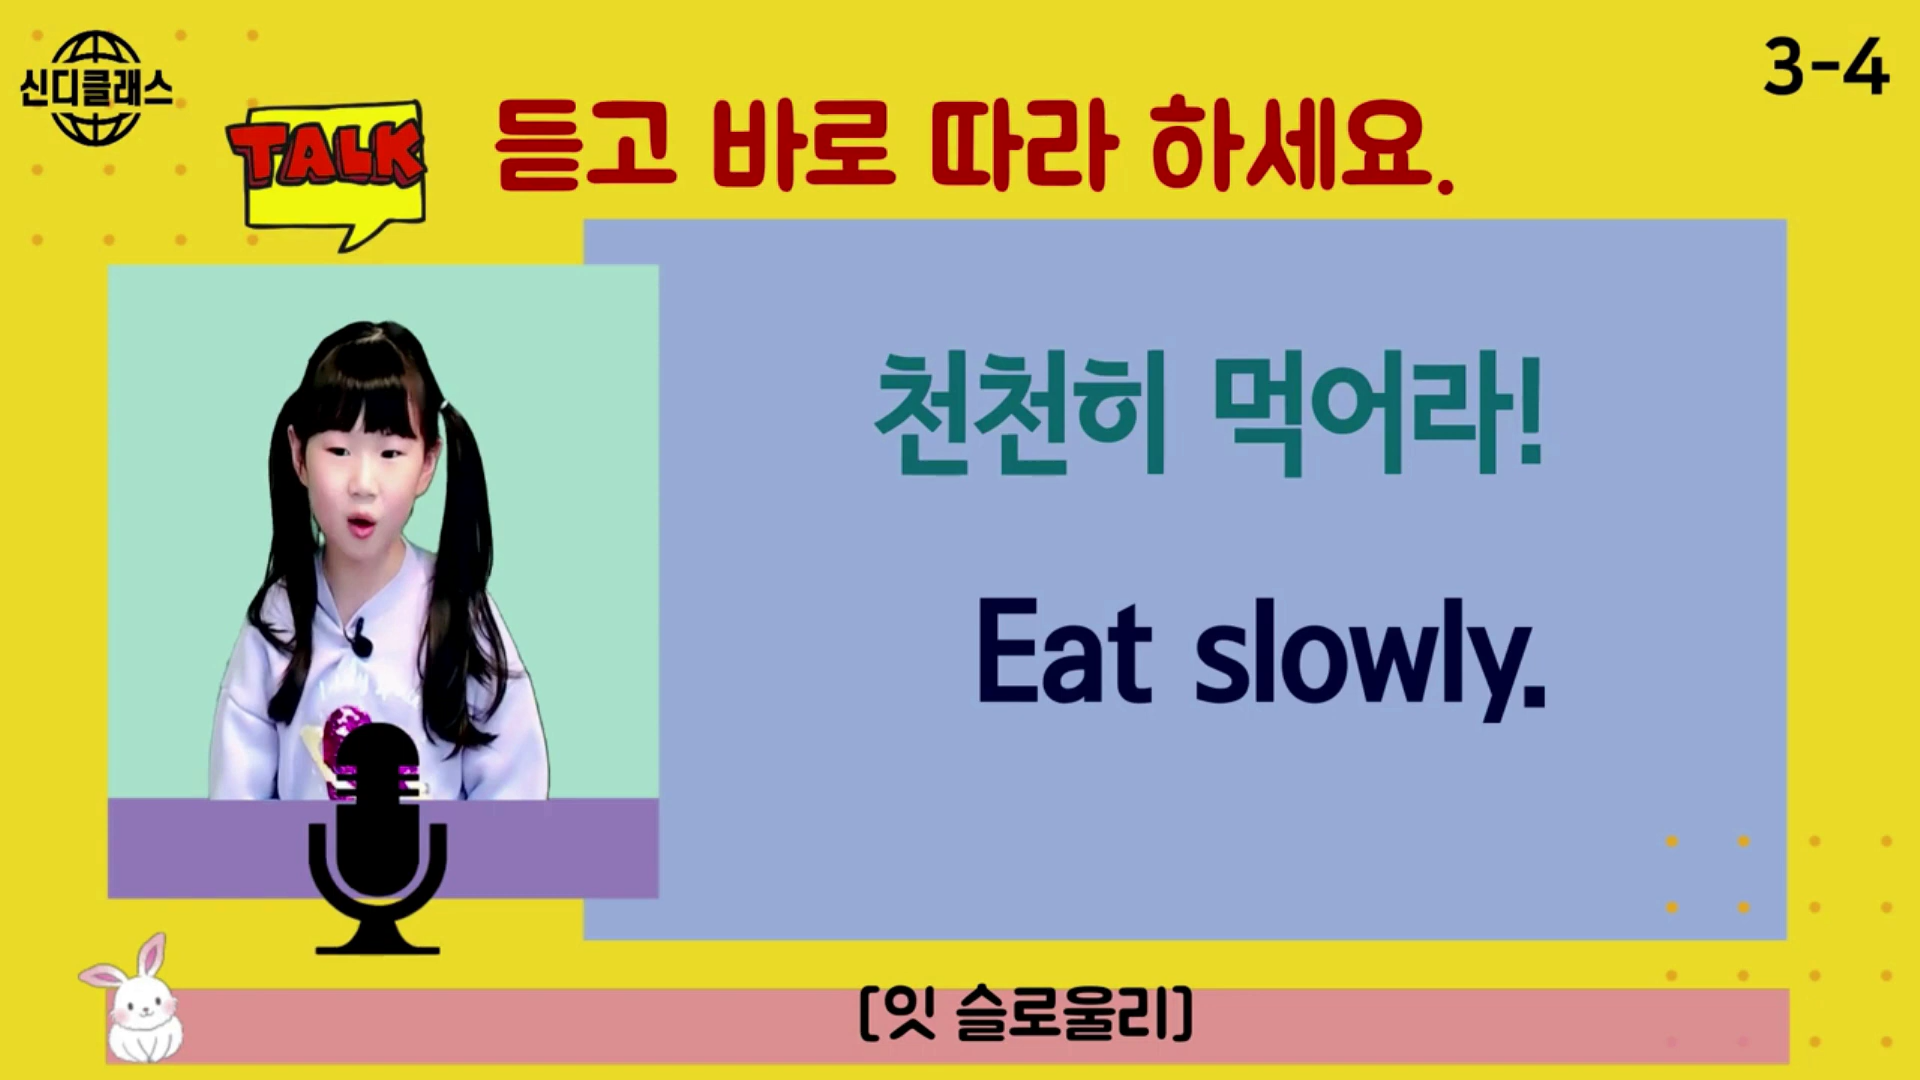 신디클래스
3-4
TALK
듣고 바로 따라 하세요.
천천히 먹어라!
Eat slowly.
[잇 슬로울리]